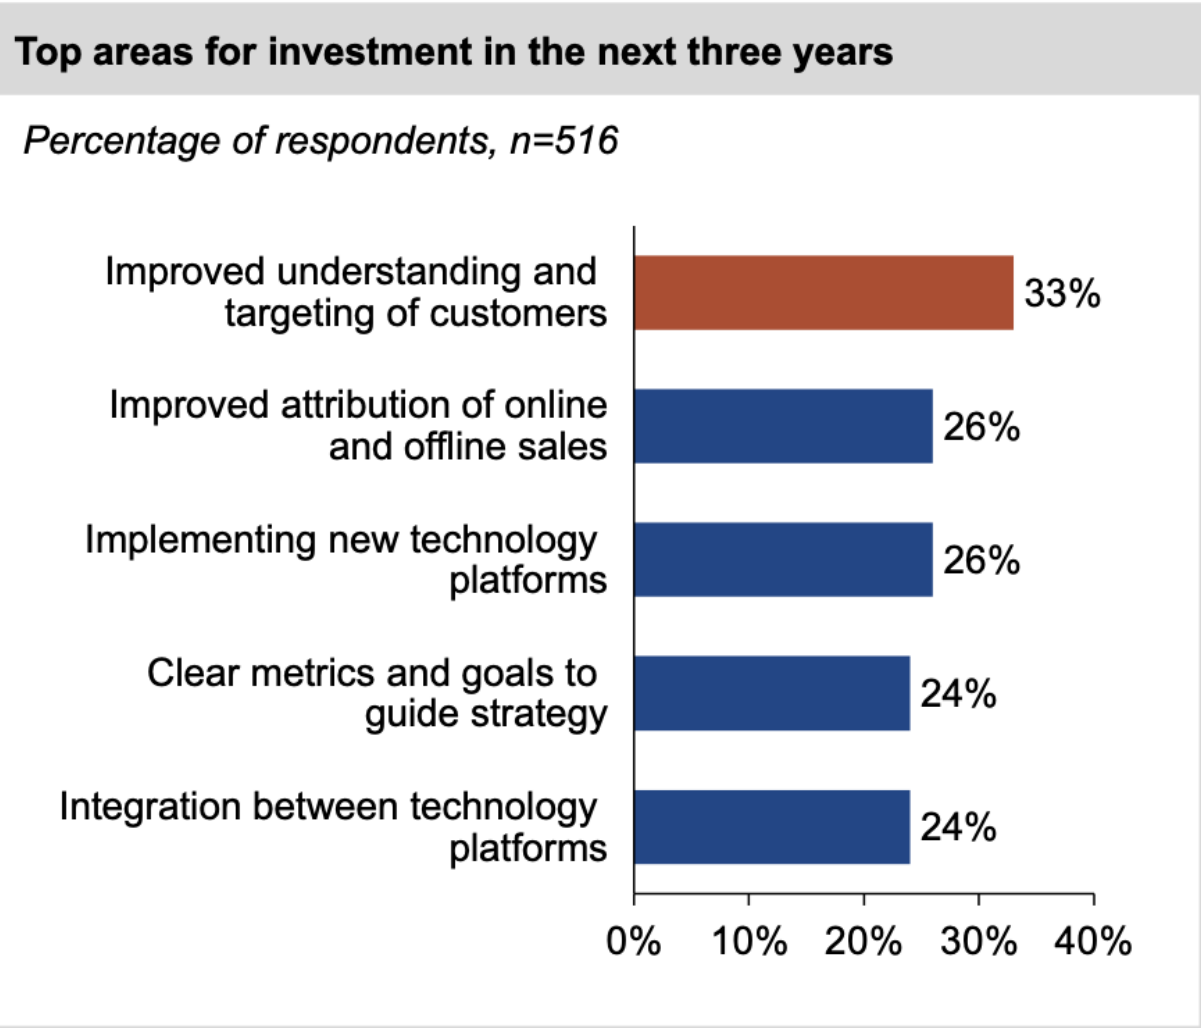 Top areas for investment in the next three years
Percentage of respondents, n=516
Improved understanding and
targeting of customers
33%
Improved attribution of online
and offline sales
26%
Implementing new technology
platforms
26%
Clear metrics and goals to
guide strategy
24%
Integration between technology
platforms
24%
0% 10% 20% 30% 40%